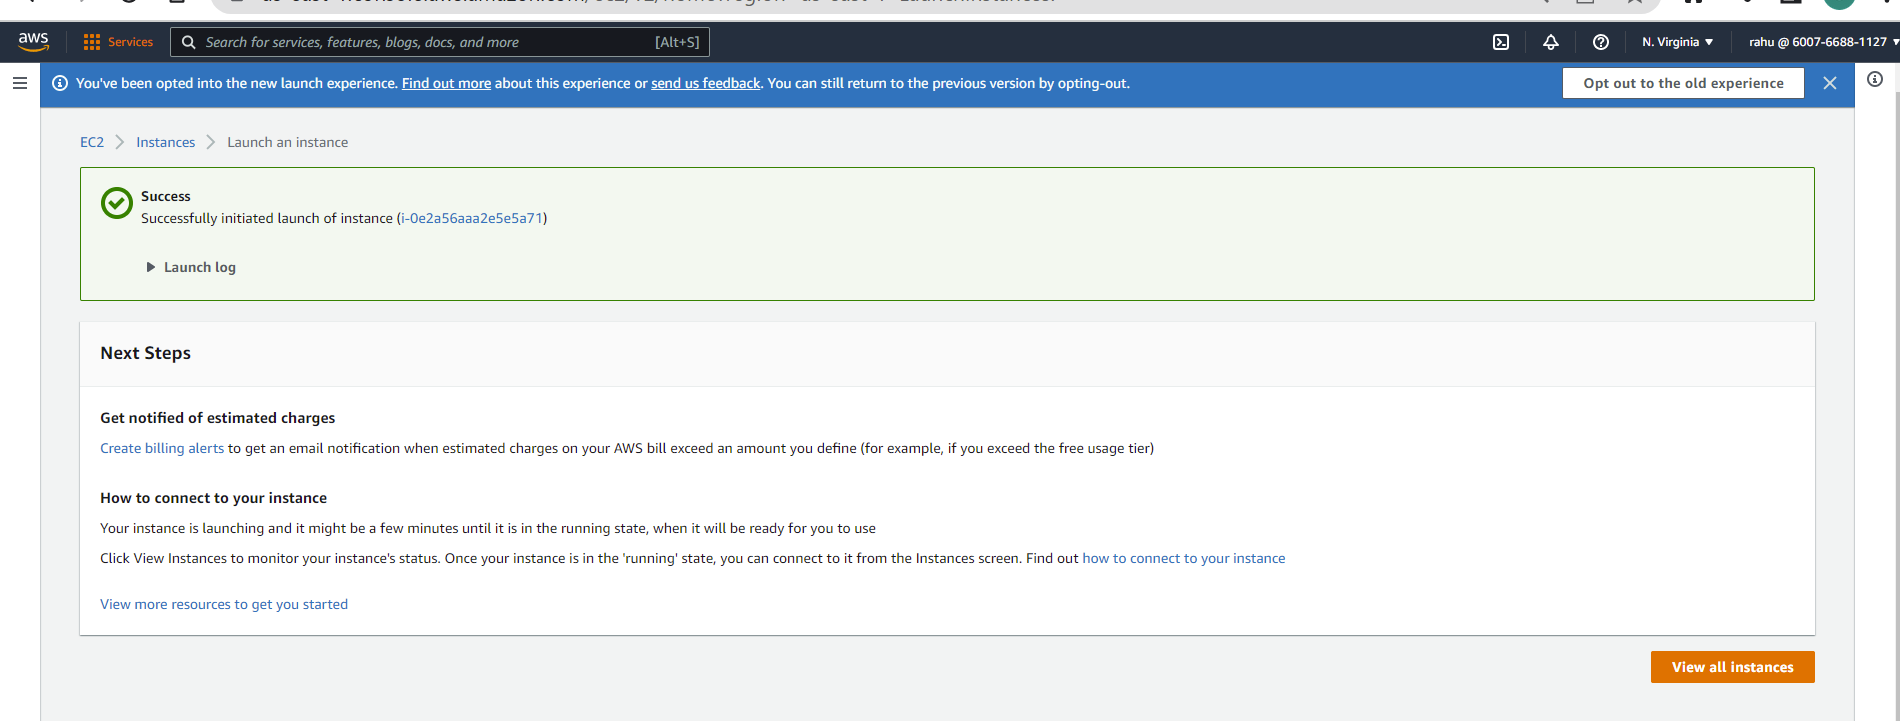 aws
Services
Search for services, features, blogs, docs, and more
[Alt+S]
N. Virginia
rahu @ 6007-6688-1127
You've been opted into the new launch experience. Find out more about this experience or send us feedback. You can still return to the previous version by opting-out.
Opt out to the old experience
EC2
Instances
Launch an instance
Success
Successfully initiated launch of instance (i-0e2a56aaa2e5e5a71)
Launch log
Next Steps
Get notified of estimated charges
Create billing alerts to get an email notification when estimated charges on your AWS bill exceed an amount you define (for example, if you exceed the free usage tier)
How to connect to your instance
Your instance is launching and it might be a few minutes until it is in the running state, when it will be ready for you to use
Click View Instances to monitor your instance's status. Once your instance is in the 'running' state, you can connect to it from the Instances screen. Find out how to connect to your instance
View more resources to get you started
View all instances